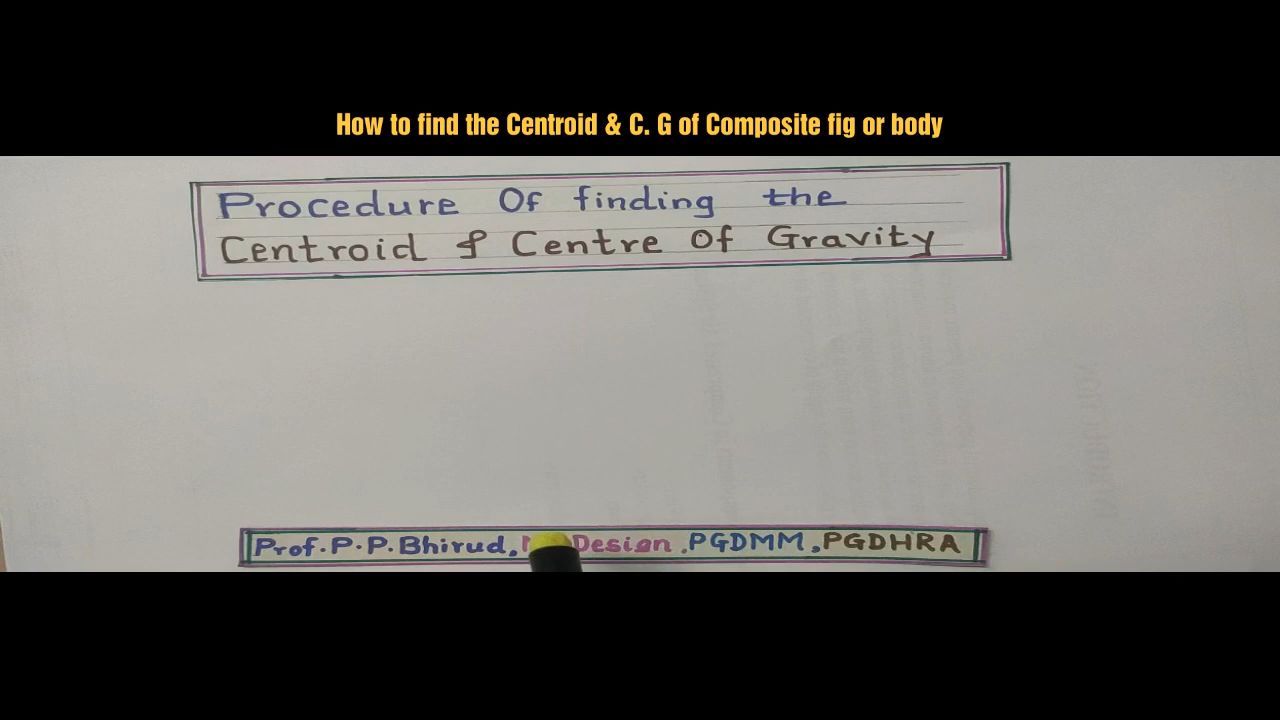 How to find the Centroid & C. G of Composite fig or body
Procedure Of finding the
Centroid & Centre Of Gravity
Prof. P. P. Bhirud, Design, PGDMM, PGDHRA